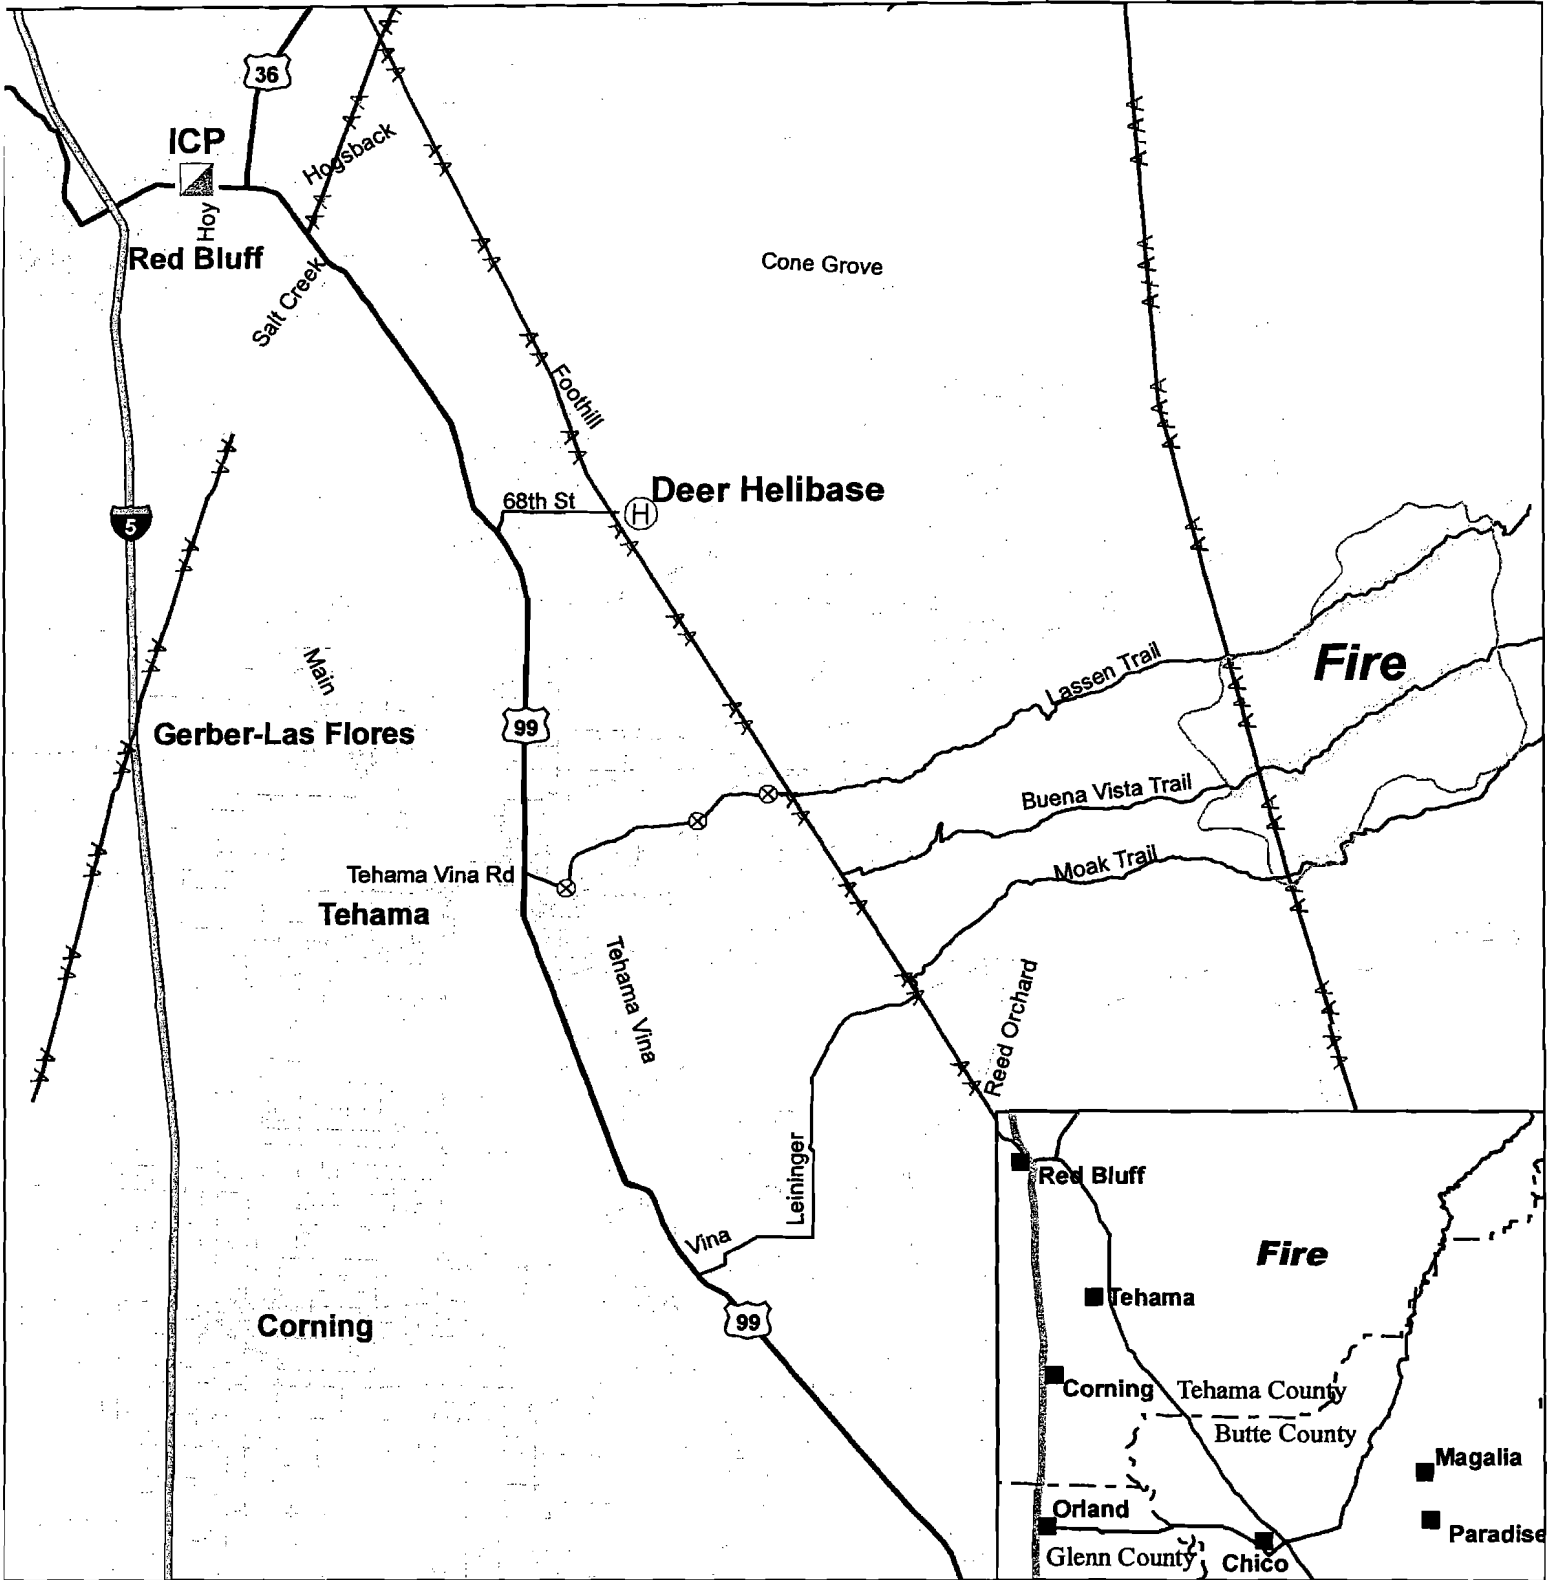 36
ICP
Hogsback
Hoy
Red Bluff
Salt Creek
Cone Grove
Foothill
68th St
Deer Helibase
H
5
Main
Gerber-Las Flores
99
Lassen Trail
Fire
Buena Vista Trail
Moak Trail
Tehama Vina Rd
Tehama
Tehama Vina
Reed Orchard
Leininger
Vina
99
Corning
Red Bluff
Fire
Tehama
Corning
Tehama County
Butte County
Magalia
Orland
Paradise
Glenn County
Chico